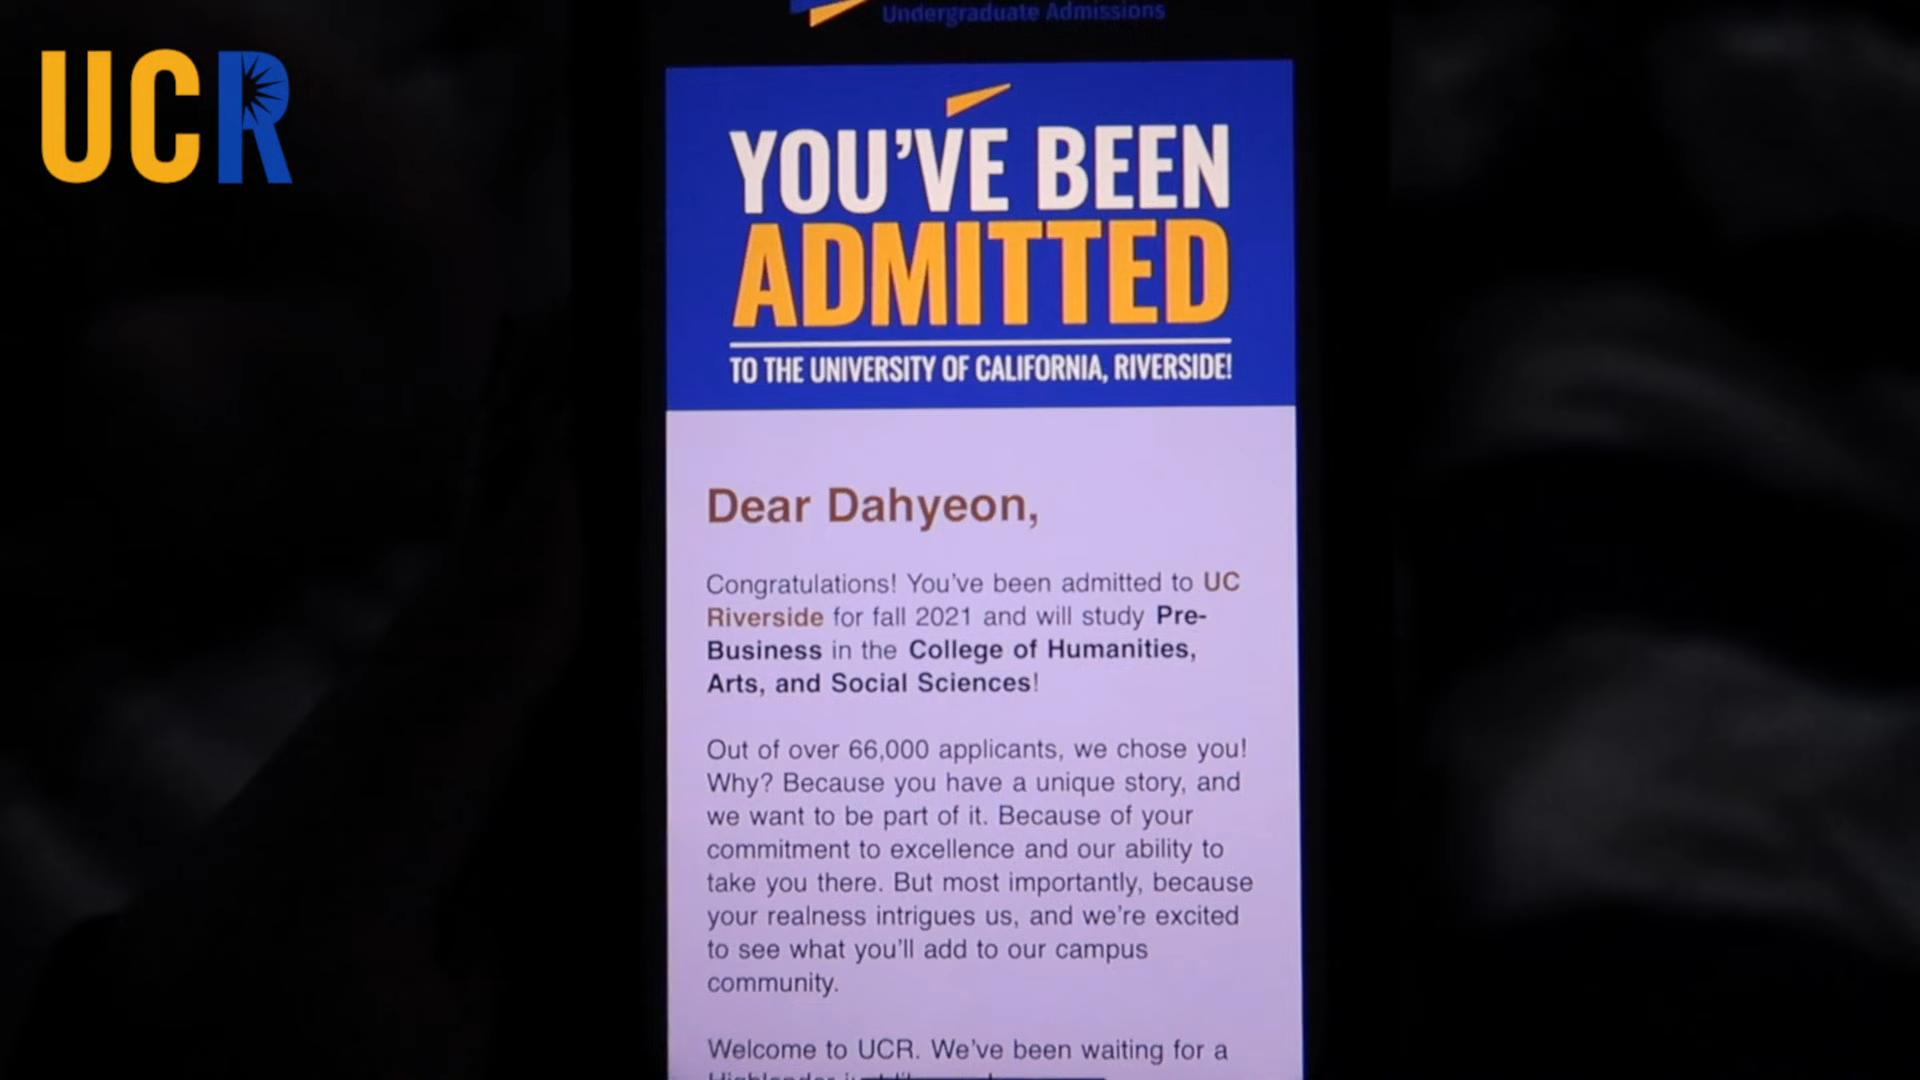 Undergraduate Admissions
UCR
YOU'VE BEEN
ADMITTED
TO THE UNIVERSITY OF CALIFORNIA, RIVERSIDE!
Dear Dahyeon,
Congratulations! You've been admitted to UC
Riverside for fall 2021 and will study Pre-
Business in the College of Humanities,
Arts, and Social Sciences!
Out of over 66,000 applicants, we chose you!
Why? Because you have a unique story, and
we want to be part of it. Because of your
commitment to excellence and our ability to
take you there. But most importantly, because
your realness intrigues us, and we're excited
to see what you'll add to our campus
community.
Welcome to UCR. We've been waiting for a